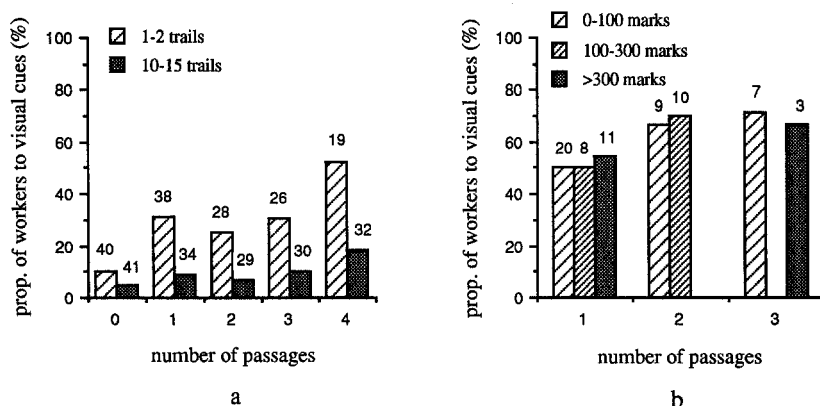 prop. of workers to visual cues (%)
100
80
60
40
20
0
1-2 trails
10-15 trails
40
41
38
34
28
29
26
30
19
32
0 1 2 3 4
number of passages
a
prop. of workers to visual cues (%)
100
80
60
40
20
0
0-100 marks
100-300 marks
>300 marks
20
8
11
9
10
7
3
1 2 3
number of passages
b